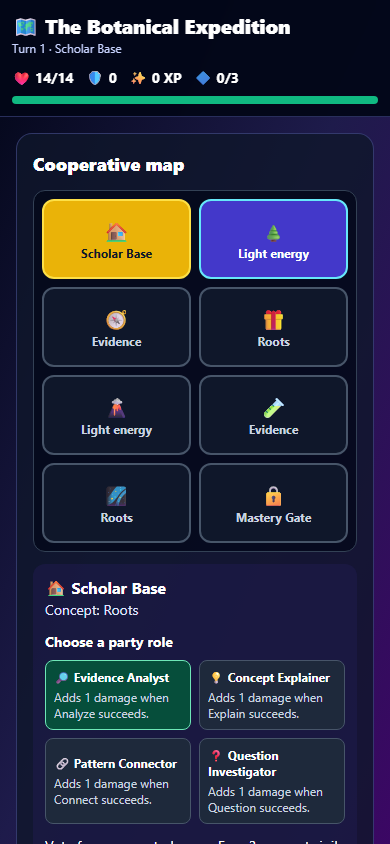 The Botanical Expedition
Turn 1 · Scholar Base
14/14 0 0 XP 0/3
Cooperative map
Scholar Base
Light energy
Evidence
Roots
Light energy
Evidence
Roots
Mastery Gate
Scholar Base
Concept: Roots
Choose a party role
Evidence Analyst
Adds 1 damage when
Analyze succeeds.
Concept Explainer
Adds 1 damage when
Explain succeeds.
Pattern Connector
Adds 1 damage when
Connect succeeds.
Question
Investigator
Adds 1 damage when
Question succeeds.